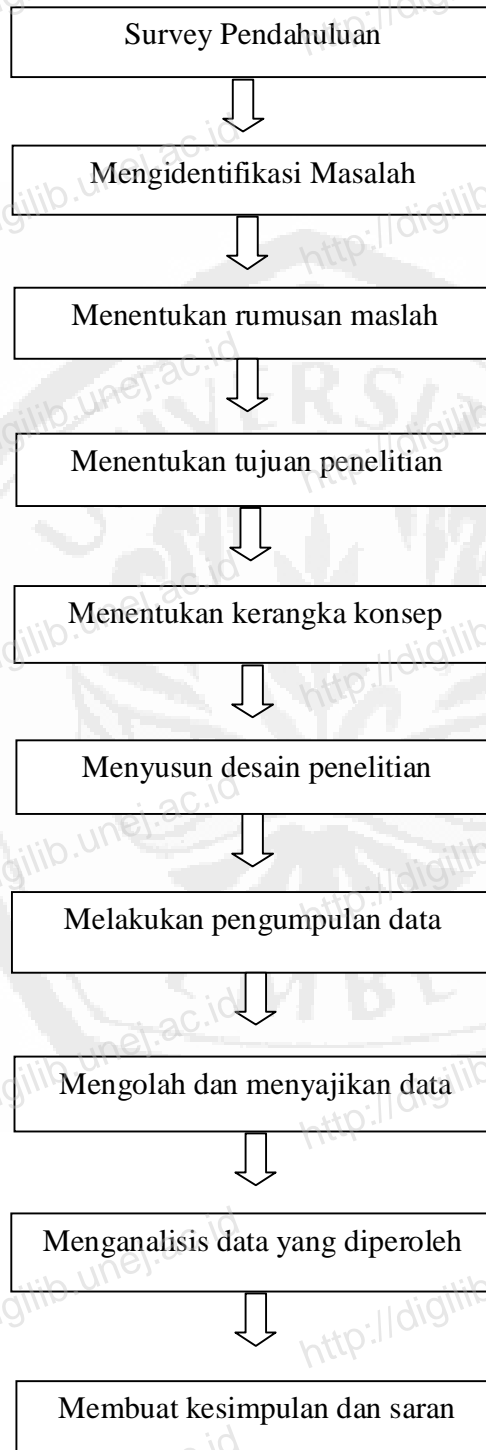 Survey Pendahuluan
Mengidentifikasi Masalah
Menentukan rumusan maslah
Menentukan tujuan penelitian
Menentukan kerangka konsep
Menyusun desain penelitian
Melakukan pengumpulan data
Mengolah dan menyajikan data
Menganalisis data yang diperoleh
Membuat kesimpulan dan saran